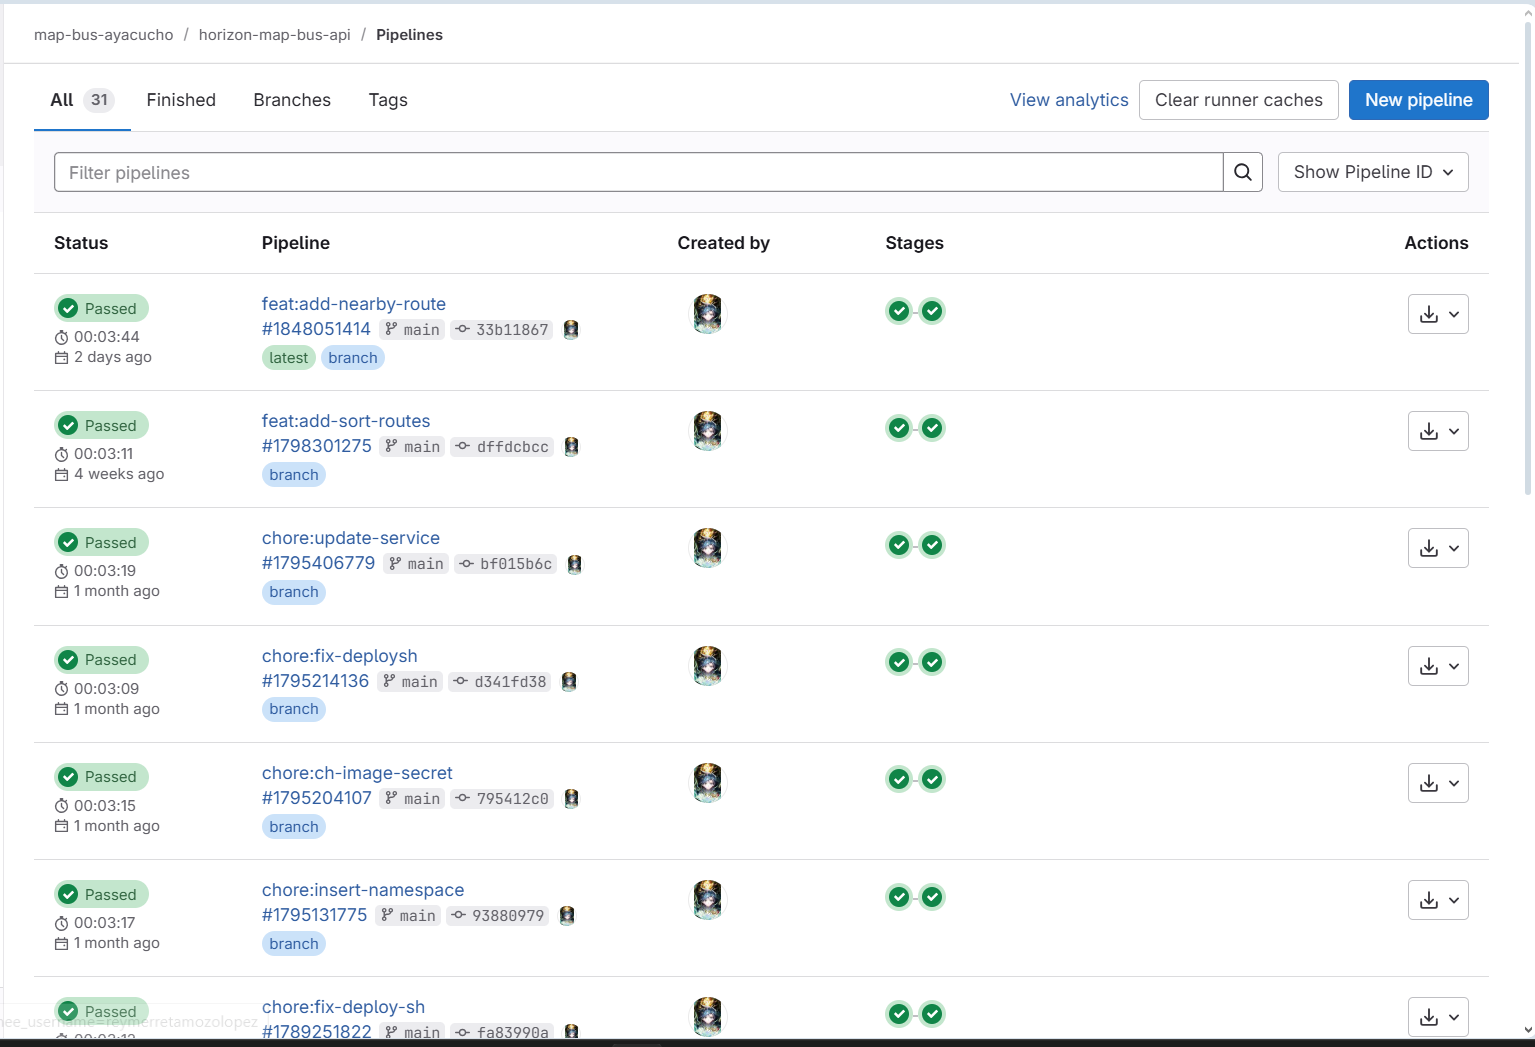 map-bus-ayacucho / horizon-map-bus-api / Pipelines
All 31 Finished Branches Tags View analytics Clear runner caches New pipeline
Filter pipelines Show Pipeline ID
Status Pipeline Created by Stages Actions
Passed feat:add-nearby-route
00:03:44 #1848051414 main 33b11867
2 days ago latest branch
Passed feat:add-sort-routes
00:03:11 #1798301275 main dffdcbcc
4 weeks ago branch
Passed chore:update-service
00:03:19 #1795406779 main bf015b6c
1 month ago branch
Passed chore:fix-deploysh
00:03:09 #1795214136 main d341fd38
1 month ago branch
Passed chore:ch-image-secret
00:03:15 #1795204107 main 795412c0
1 month ago branch
Passed chore:insert-namespace
00:03:17 #1795131775 main 93880979
1 month ago branch
Passed chore:fix-deploy-sh
nee_username=reymerretamozolopez #1789251822 main fa83990a